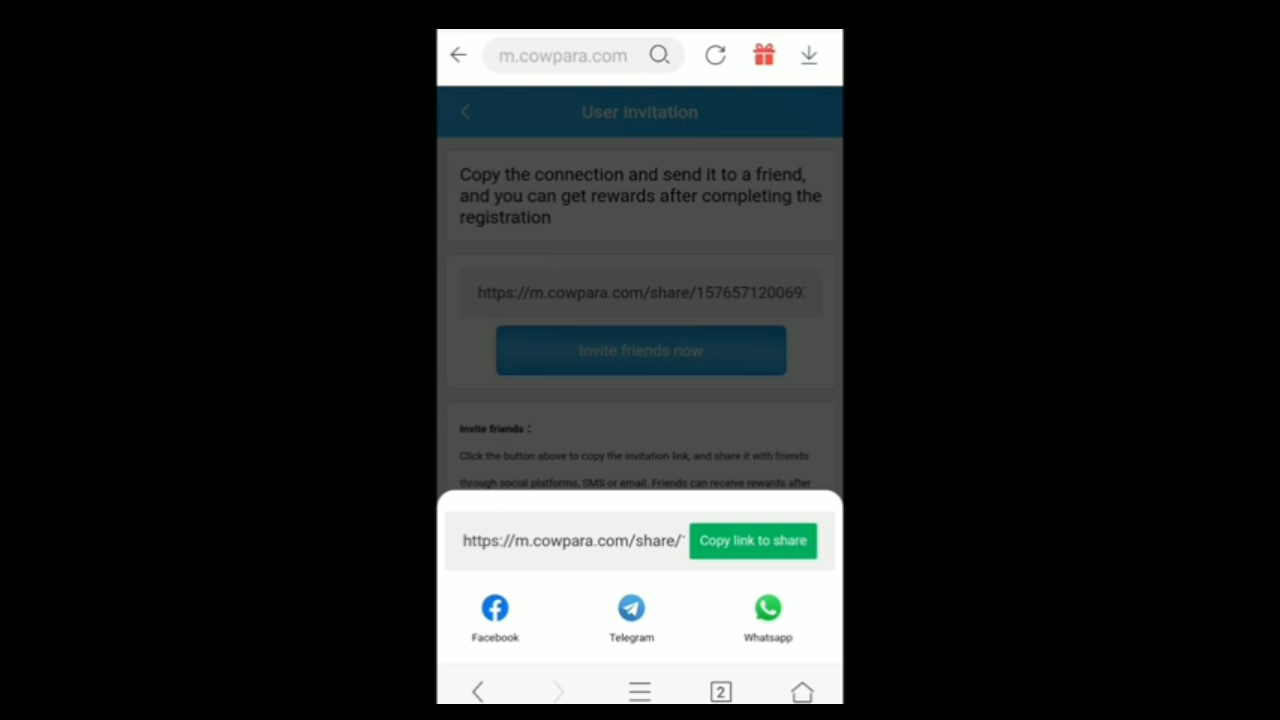 m.cowpara.com
User invitation
Copy the connection and send it to a friend,
and you can get rewards after completing the
registration
https://m.cowpara.com/share/157657120069
Invite friends now
Invite friends：
Click the button above to copy the invitation link, and share it with friends
through social platforms, SMS or email. Friends can receive rewards after
https://m.cowpara.com/share/
Copy link to share
Facebook
Telegram
Whatsapp
2